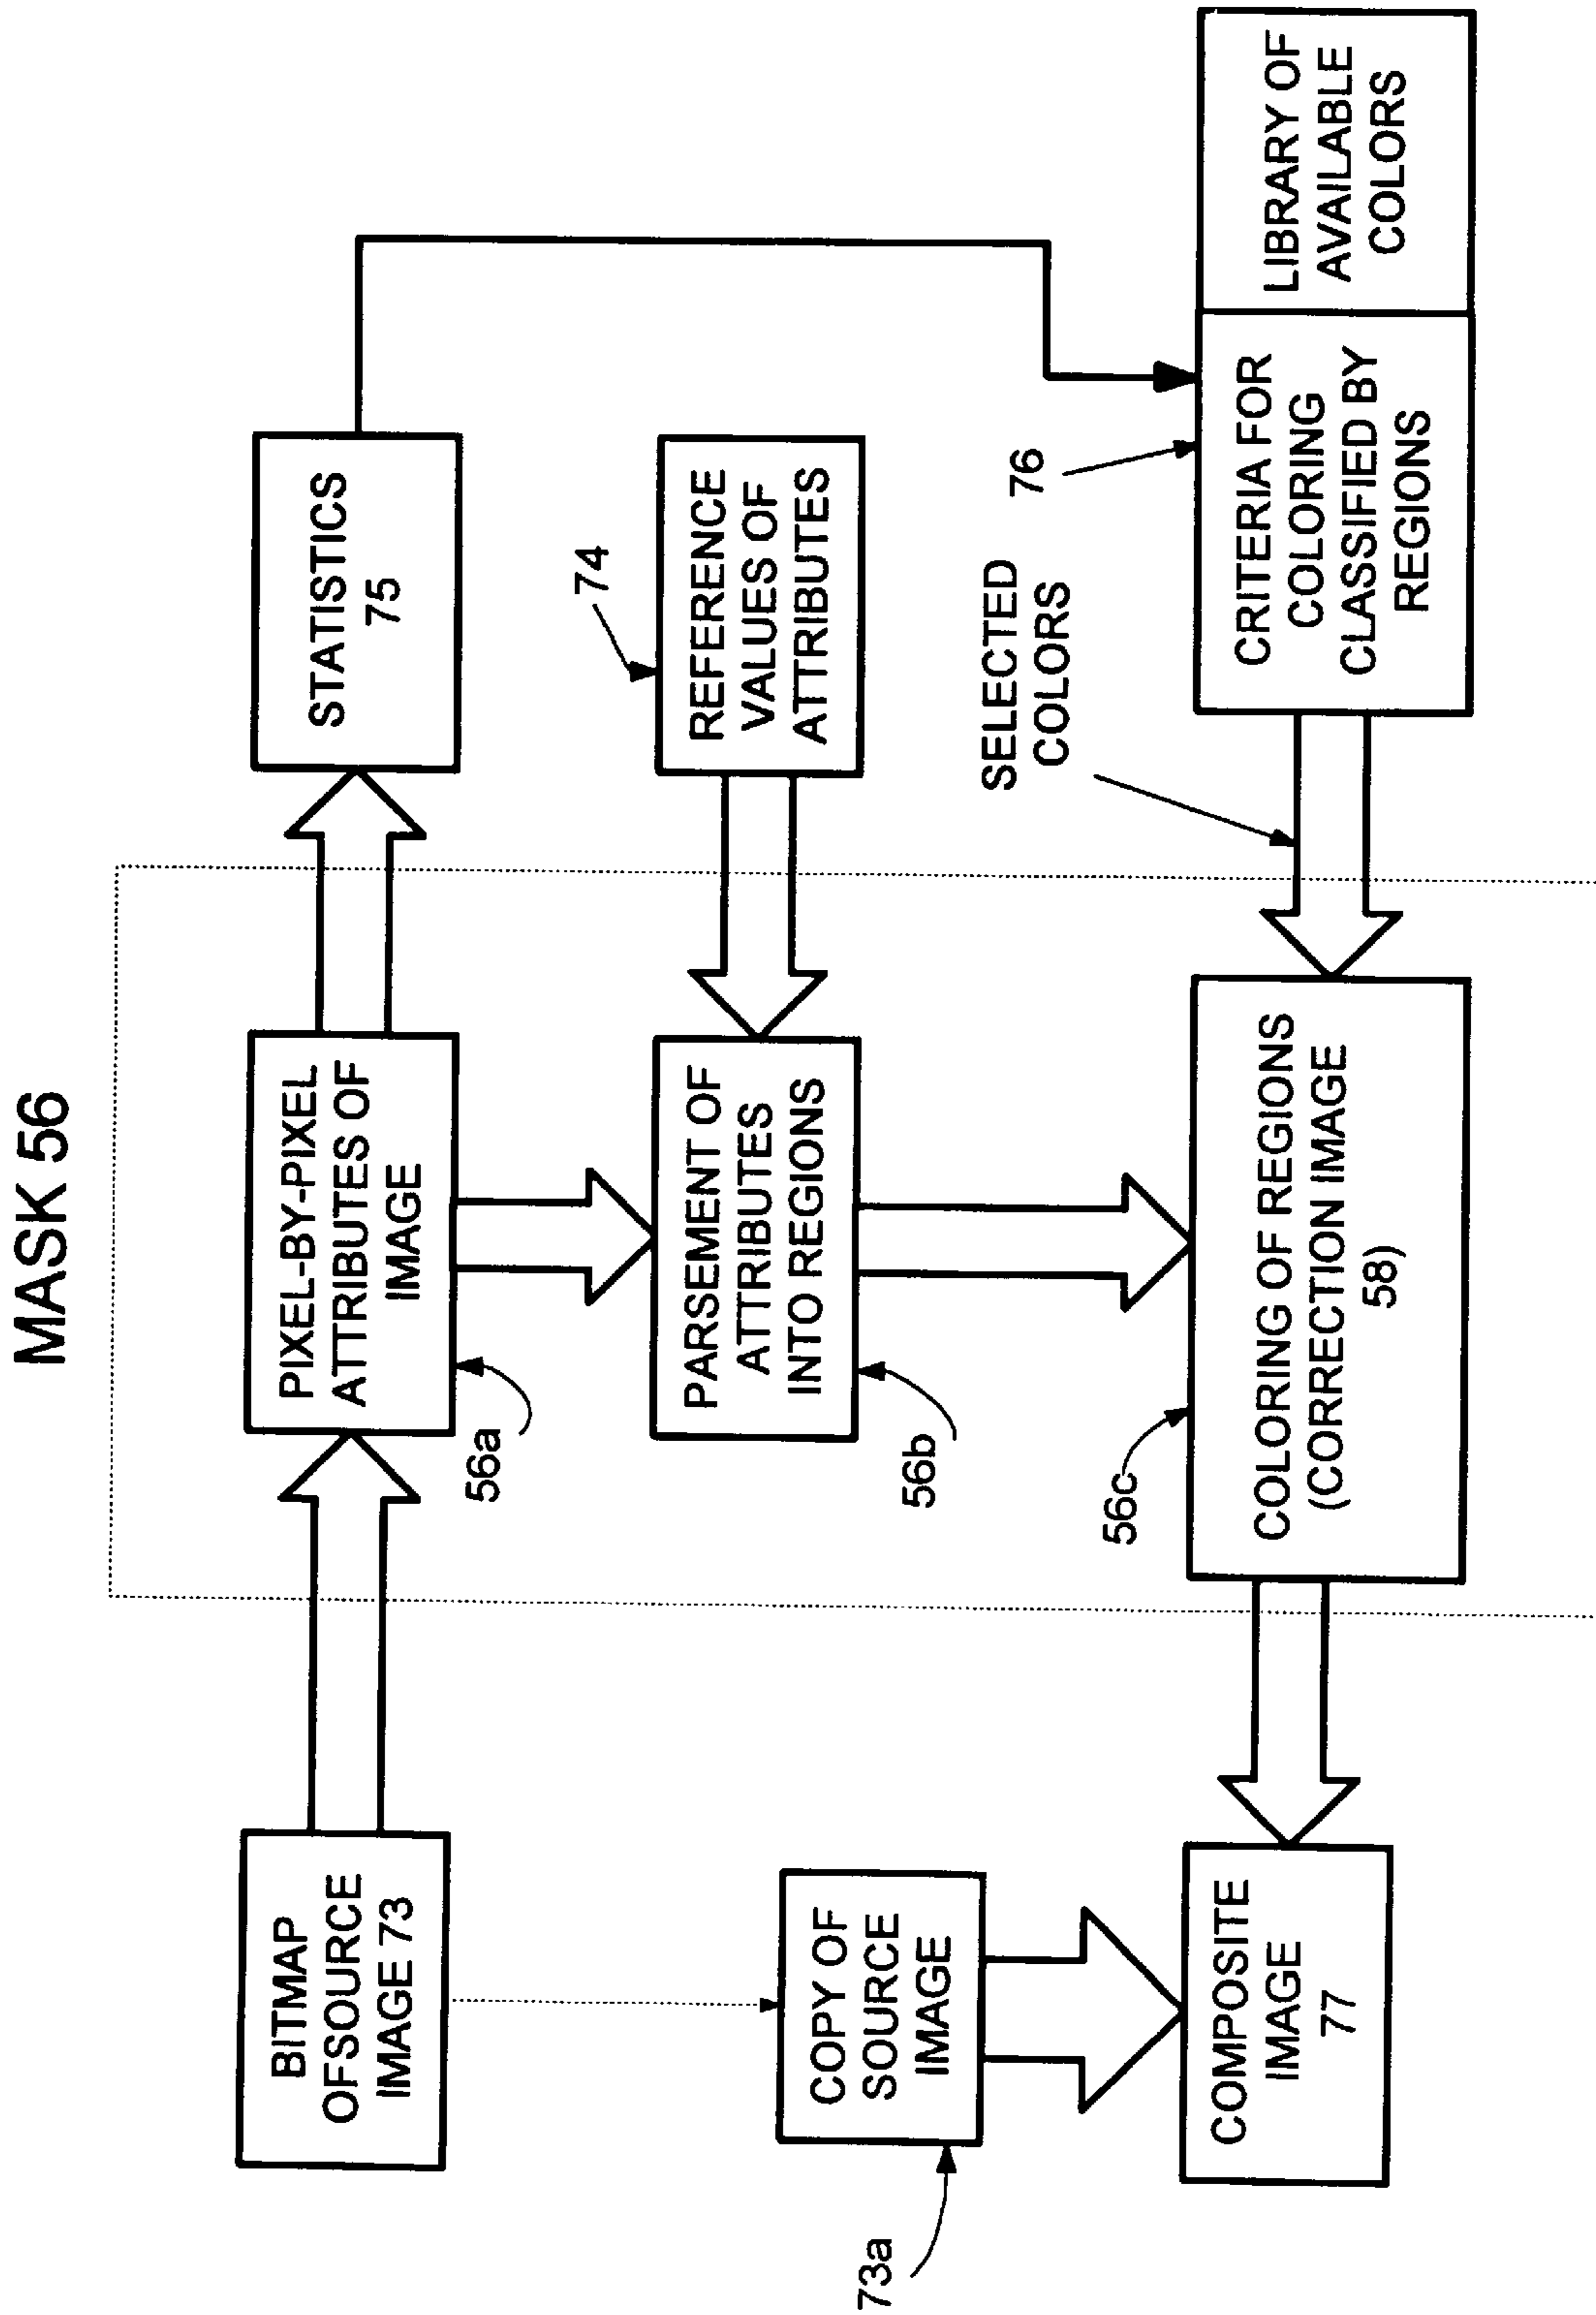 MASK 56
BITMAP
OFSOURCE
IMAGE 73
PIXEL-BY-PIXEL
ATTRIBUTES OF
IMAGE
56a
STATISTICS
75
74
REFERENCE
VALUES OF
ATTRIBUTES
PARSEMENT OF
ATTRIBUTES
INTO REGIONS
56b
73a
COPY OF
SOURCE
IMAGE
SELECTED
COLORS
76
56c
COMPOSITE
IMAGE
77
COLORING OF REGIONS
(CORRECTION IMAGE
58)
CRITERIA FOR
COLORING
CLASSIFIED BY
REGIONS
LIBRARY OF
AVAILABLE
COLORS